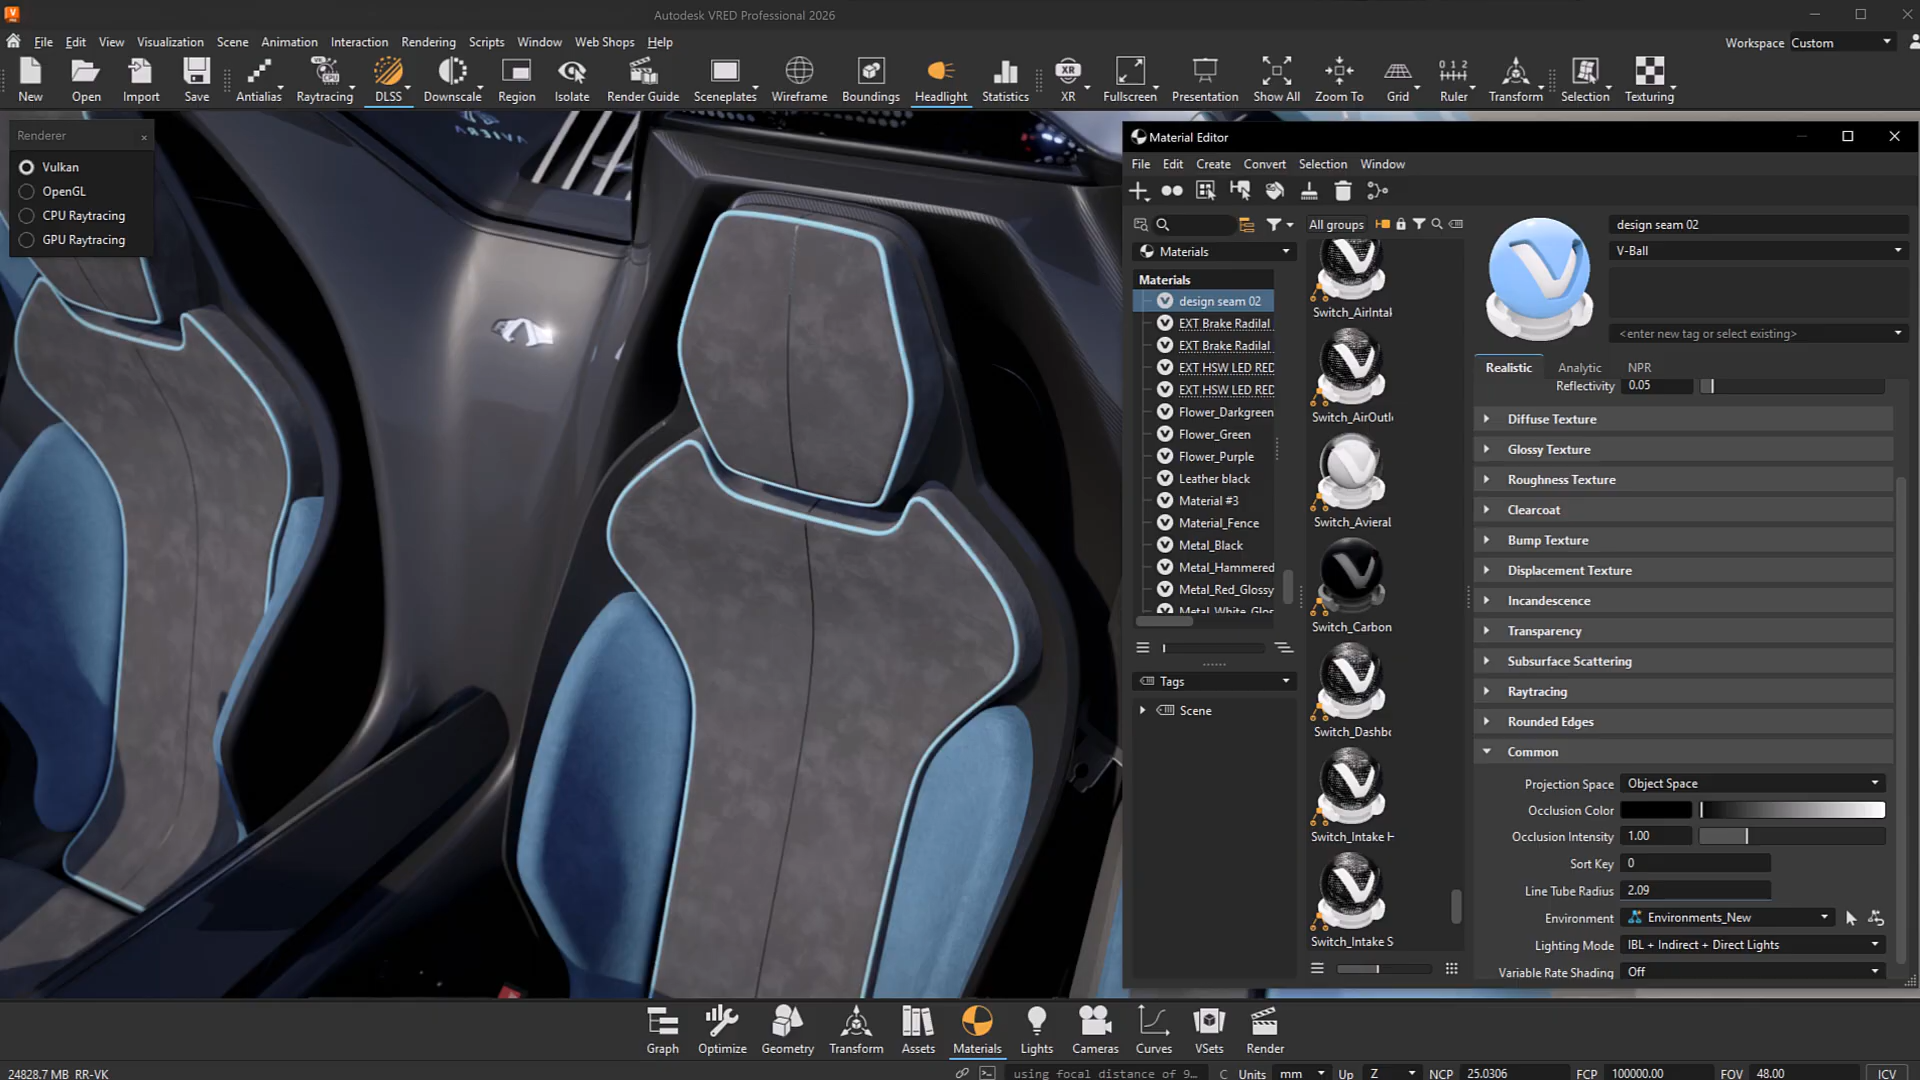 Autodesk VRED Professional 2026
File Edit View Visualization Scene Animation Interaction Rendering Scripts Window Web Shops Help
Workspace Custom
New Open Import Save Antialias Raytracing DLSS Downscale Region Isolate Render Guide Sceneplates Wireframe Boundings Headlight Statistics XR Fullscreen Presentation Show All Zoom To Grid Ruler Transform Selection Texturing
Renderer
Vulkan
OpenGL
CPU Raytracing
GPU Raytracing
Material Editor
File Edit Create Convert Selection Window
All groups
Materials
Materials
design seam 02
EXT Brake Radilal
EXT Brake Radilal
EXT HSW LED RED
EXT HSW LED RED
Flower_Darkgreen
Flower_Green
Flower_Purple
Leather black
Material #3
Material_Fence
Metal_Black
Metal_Hammered
Metal_Red_Glossy
Metal_White_Glos
Tags
Scene
Switch_AirIntak
Switch_AirOutl
Switch_Avieral
Switch_Carbon
Switch_Dashb
Switch_Intake H
Switch_Intake S
design seam 02
V-Ball
<enter new tag or select existing>
Realistic Analytic NPR
Reflectivity 0.05
Diffuse Texture
Glossy Texture
Roughness Texture
Clearcoat
Bump Texture
Displacement Texture
Incandescence
Transparency
Subsurface Scattering
Raytracing
Rounded Edges
Common
Projection Space Object Space
Occlusion Color
Occlusion Intensity 1.00
Sort Key 0
Line Tube Radius 2.09
Environment Environments_New
Lighting Mode IBL + Indirect + Direct Lights
Variable Rate Shading Off
Graph Optimize Geometry Transform Assets Materials Lights Cameras Curves VSets Render
24828.7 MB RR-VK
using focal distance of 9... C Units mm Up Z NCP 25.0306 FCP 100000.00 FOV 48.00 ICV